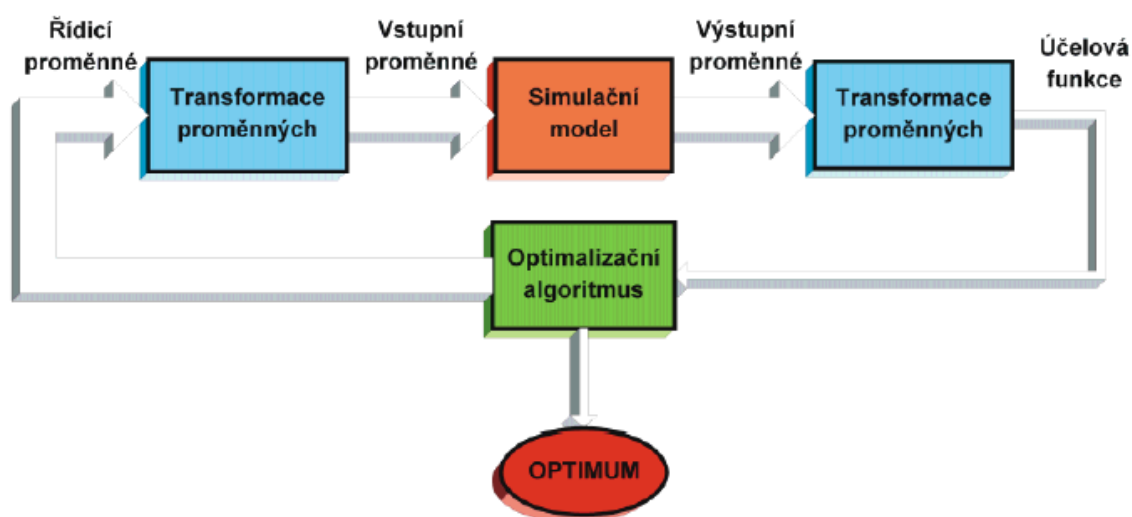 Řídicí
proměnné
Vstupní
proměnné
Výstupní
proměnné
Účelová
funkce
Transformace
proměnných
Simulační
model
Transformace
proměnných
Optimalizační
algoritmus
OPTIMUM